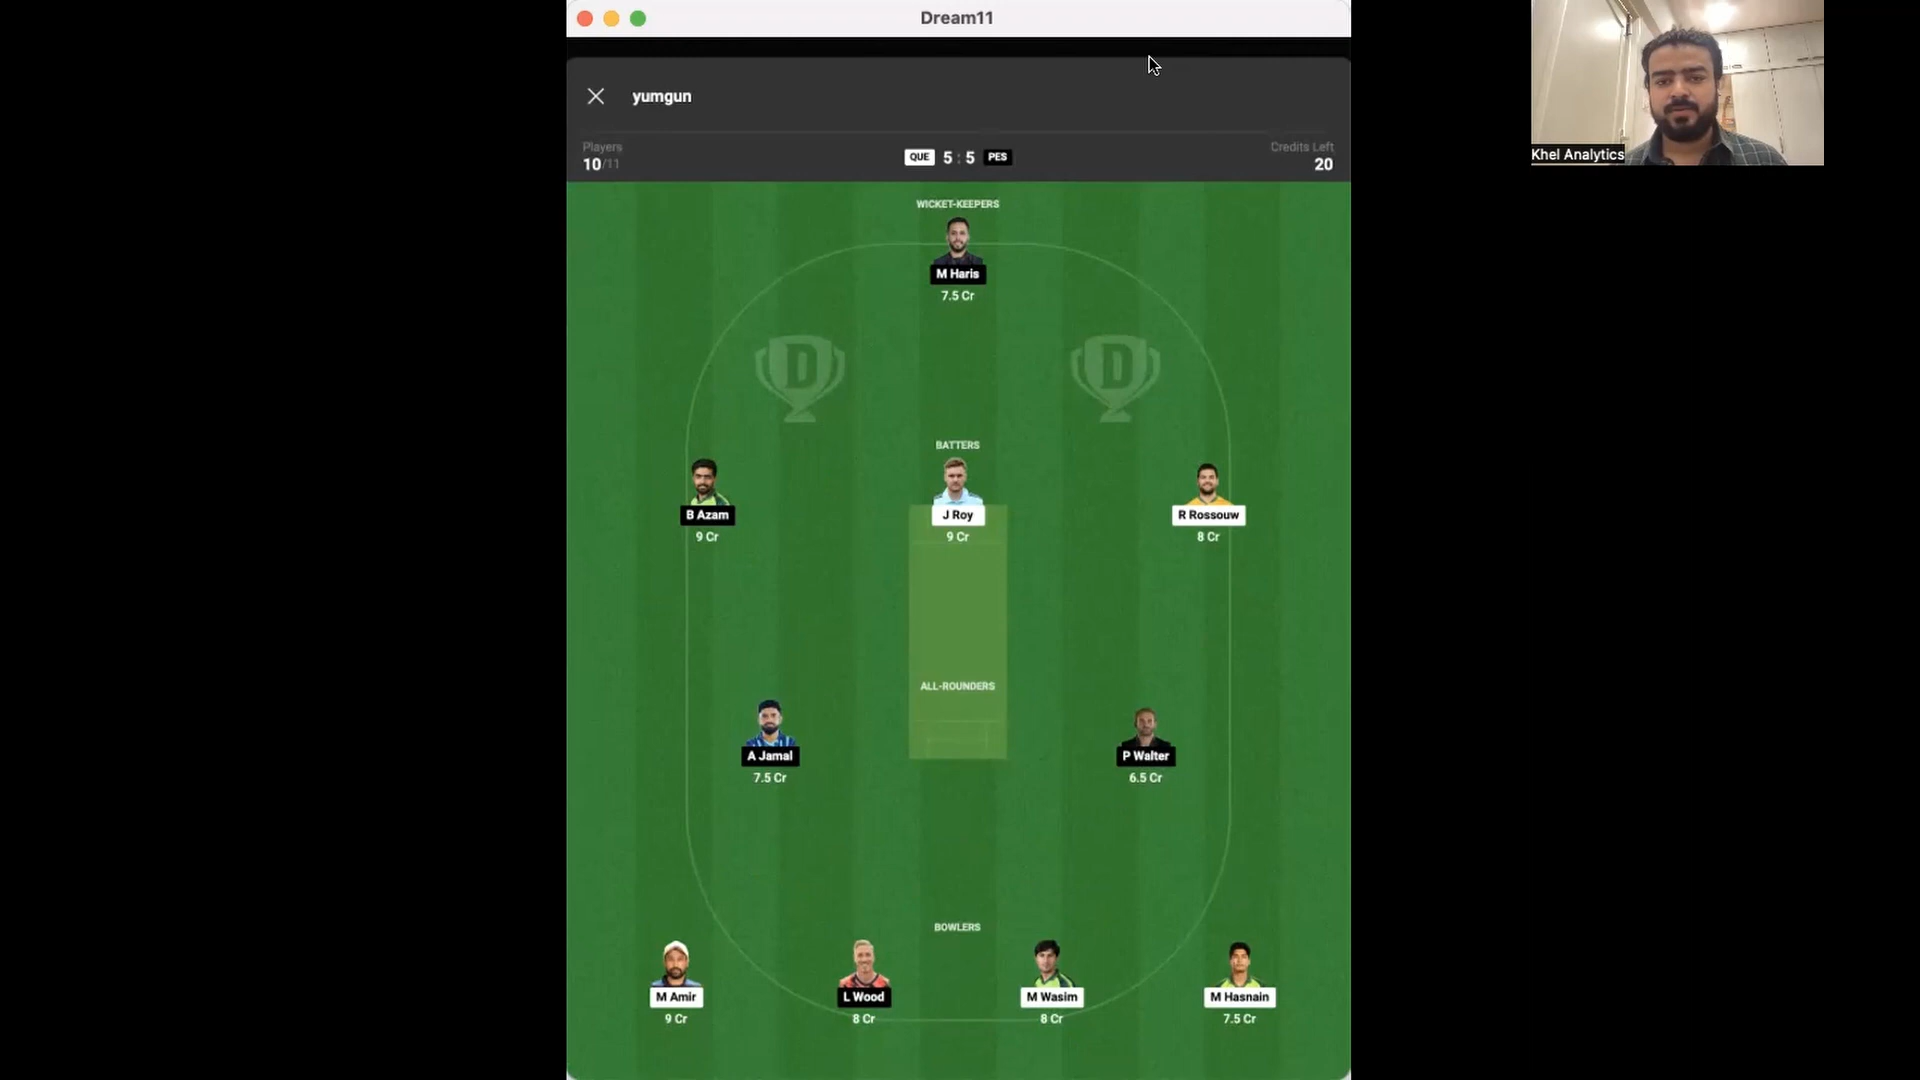 Dream11
yumgun
Players
10/11
QUE 5 : 5 PES
Credits Left
20
WICKET-KEEPERS
M Haris
7.5 Cr
D D
BATTERS
B Azam
9 Cr
J Roy
9 Cr
R Rossouw
8 Cr
ALL-ROUNDERS
A Jamal
7.5 Cr
P Walter
6.5 Cr
BOWLERS
M Amir
9 Cr
L Wood
8 Cr
M Wasim
8 Cr
M Hasnain
7.5 Cr
Khel Analytics